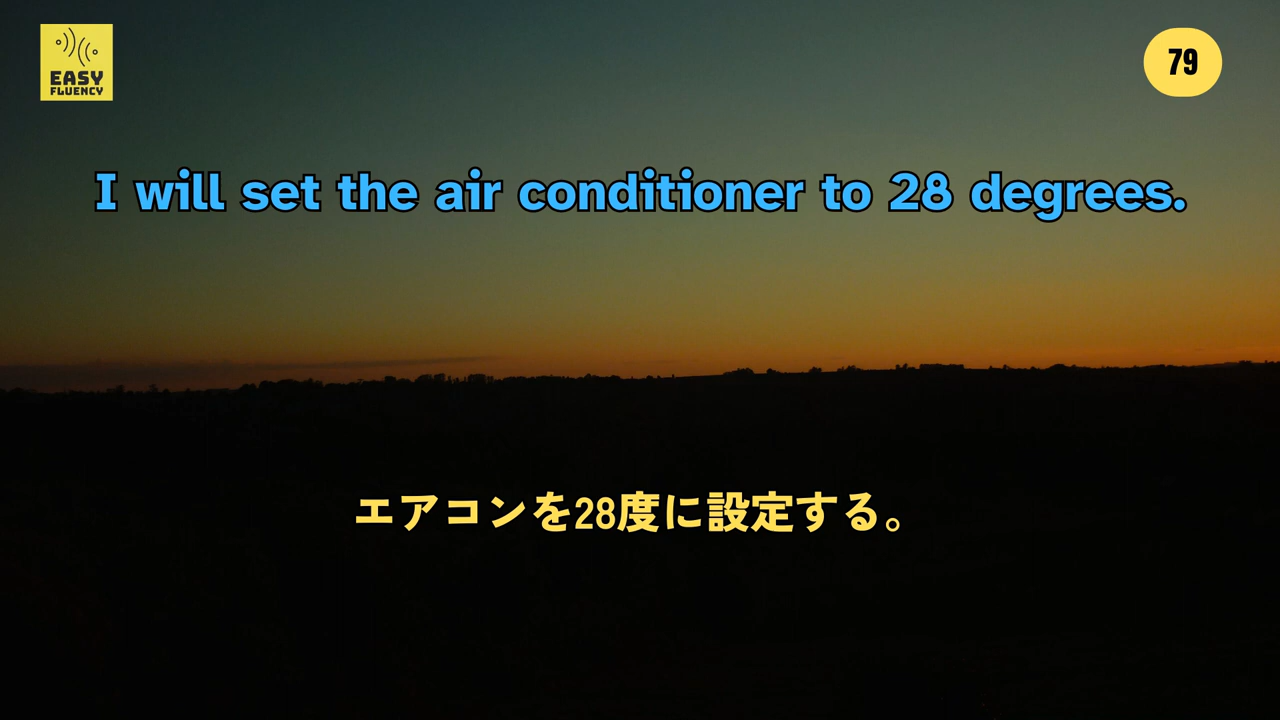 EASY
FLUENCY
79
I will set the air conditioner to 28 degrees.
エアコンを28度に設定する。